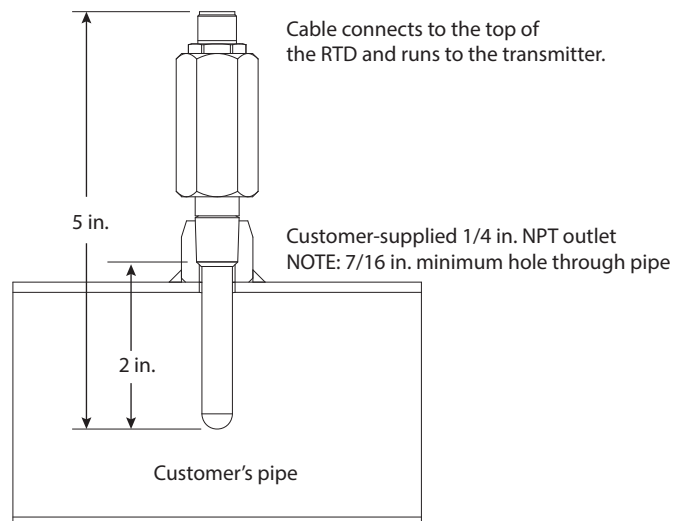 Cable connects to the top of
the RTD and runs to the transmitter.
5 in.
Customer-supplied 1/4 in. NPT outlet
NOTE: 7/16 in. minimum hole through pipe
2 in.
Customer's pipe